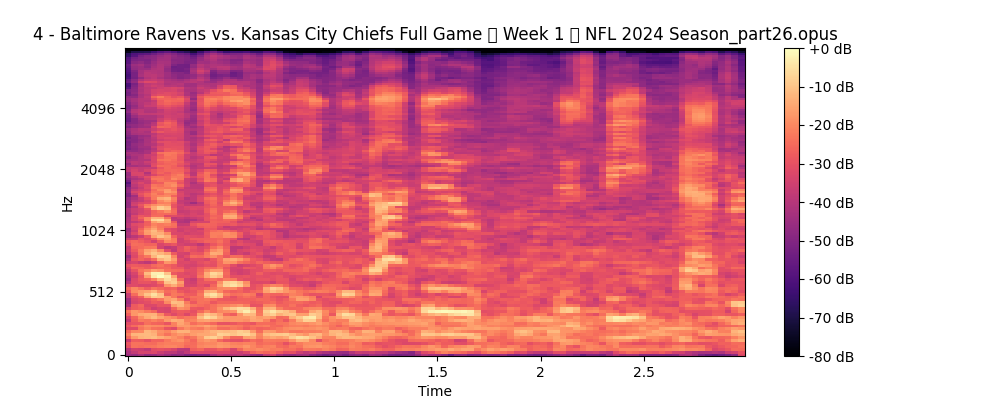 4 - Baltimore Ravens vs. Kansas City Chiefs Full Game ▯ Week 1 ▯ NFL 2024 Season_part26.opus
+0 dB
4096
-10 dB
-20 dB
2048
-30 dB
Hz
1024
-40 dB
-50 dB
512
-60 dB
-70 dB
0
-80 dB
0 0.5 1 1.5 2 2.5
Time